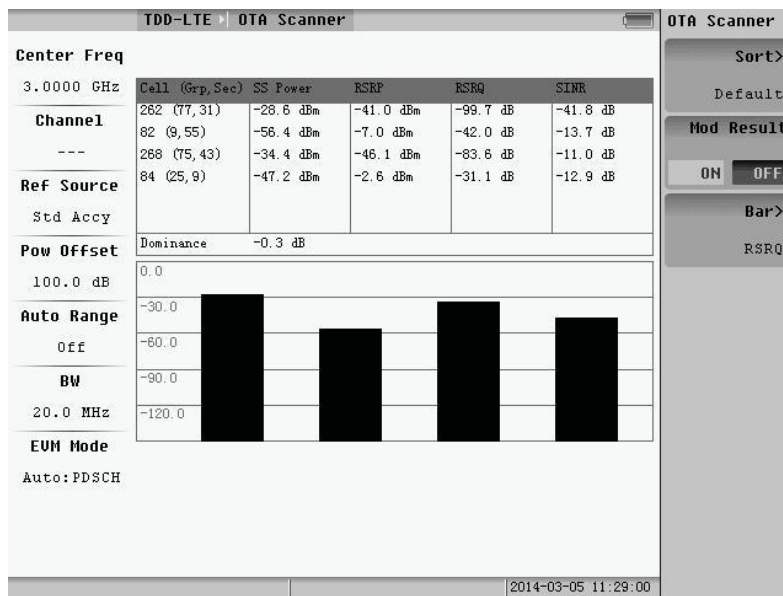 TDD-LTE OTA Scanner
Center Freq
3.0000 GHz
Channel
---
Ref Source
Std Accy
Pow Offset
100.0 dB
Auto Range
Off
BW
20.0 MHz
EVM Mode
Auto:PDSCH
Cell (Grp,Sec) SS Power RSRP RSRQ SINR
262 (77,31) -28.6 dBm -41.0 dBm -99.7 dB -41.8 dB
82 (9,55) -56.4 dBm -7.0 dBm -42.0 dB -13.7 dB
268 (75,43) -34.4 dBm -46.1 dBm -83.6 dB -11.0 dB
84 (25,9) -47.2 dBm -2.6 dBm -31.1 dB -12.9 dB
Dominance -0.3 dB
0.0
-30.0
-60.0
-90.0
-120.0
2014-03-05 11:29:00
OTA Scanner
Sort>
Default
Mod Result
ON OFF
Bar>
RSRQ